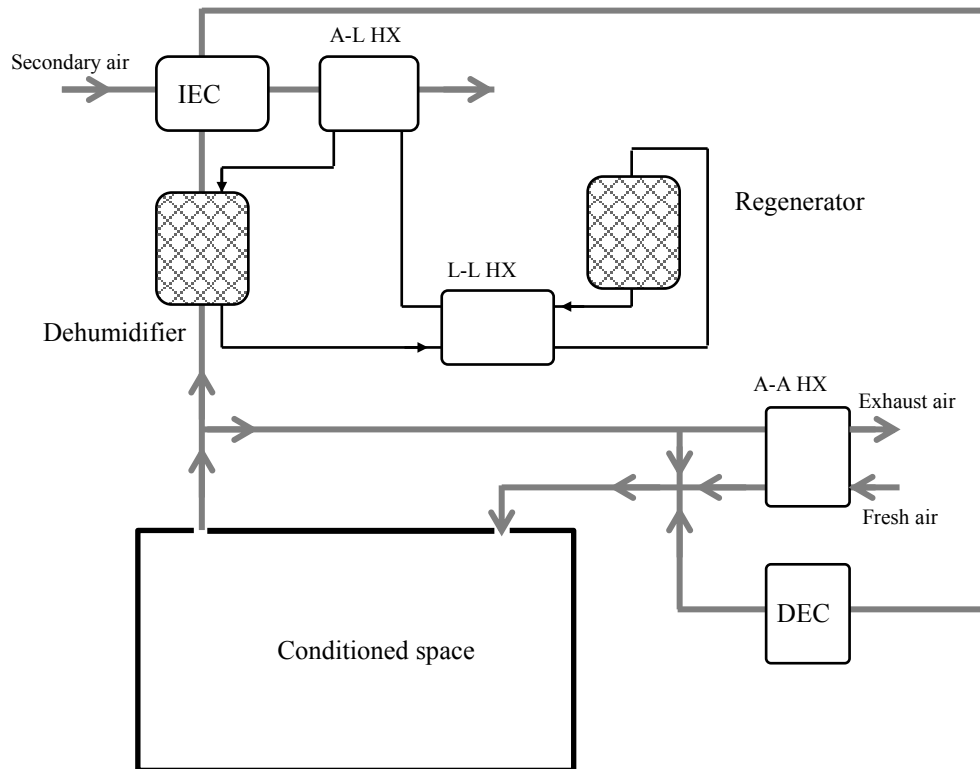 A-L HX
Secondary air
IEC
Regenerator
L-L HX
Dehumidifier
A-A HX
Exhaust air
Fresh air
DEC
Conditioned space